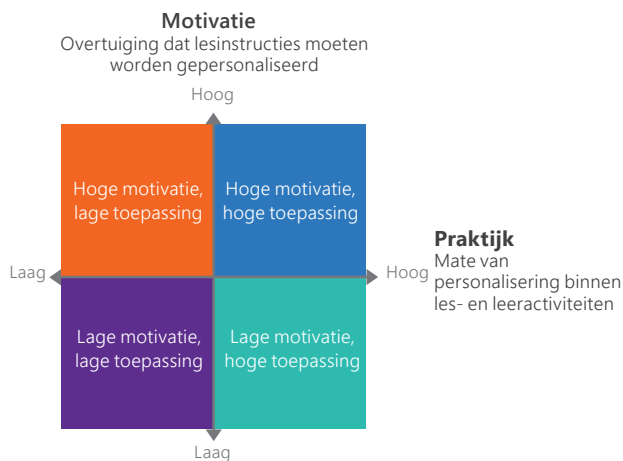 Motivatie
Overtuiging dat lesinstructies moeten
worden gepersonaliseerd
Hoog
Hoge motivatie,
lage toepassing
Hoge motivatie,
hoge toepassing
Laag
Hoog
Praktijk
Mate van
personalisering binnen
les- en leeractiviteiten
Lage motivatie,
lage toepassing
Lage motivatie,
hoge toepassing
Laag